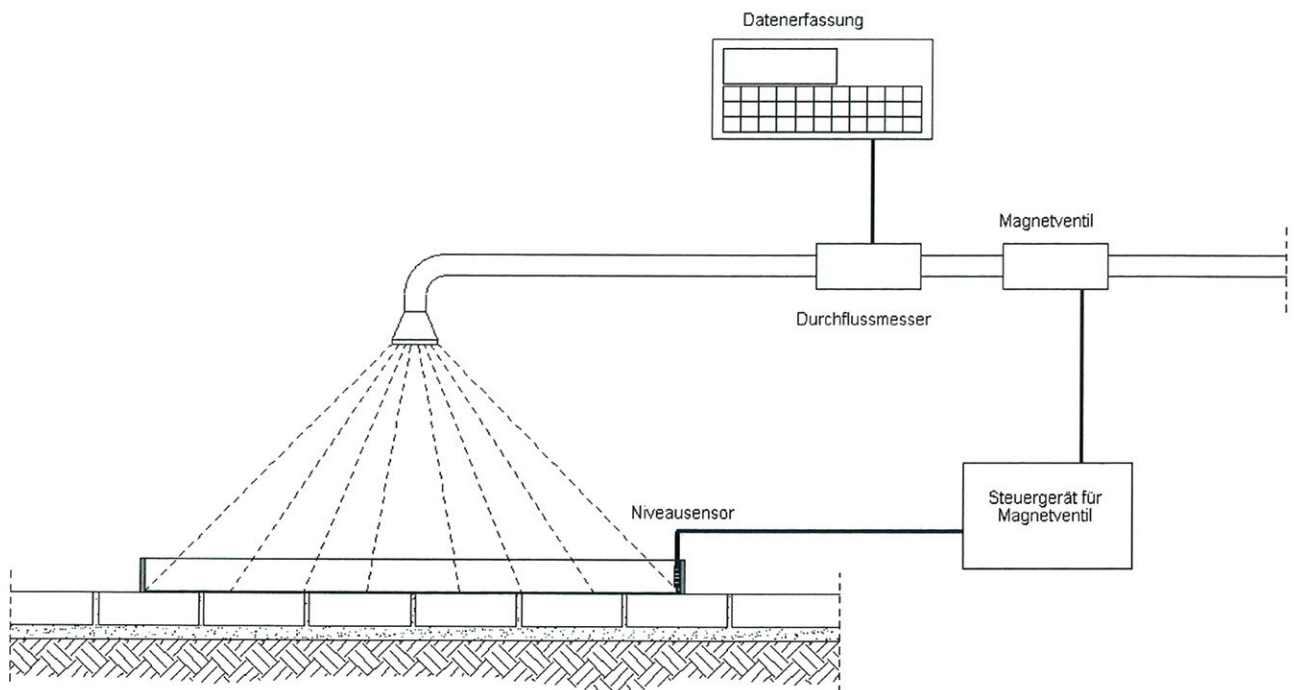 Datenerfassung
Magnetventil
Durchflussmesser
Niveausensor
Steuergerät für
Magnetventil